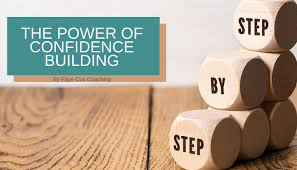 THE POWER OF
CONFIDENCE
BUILDING
By Faye Cox Coaching
STEP
BY
STEP